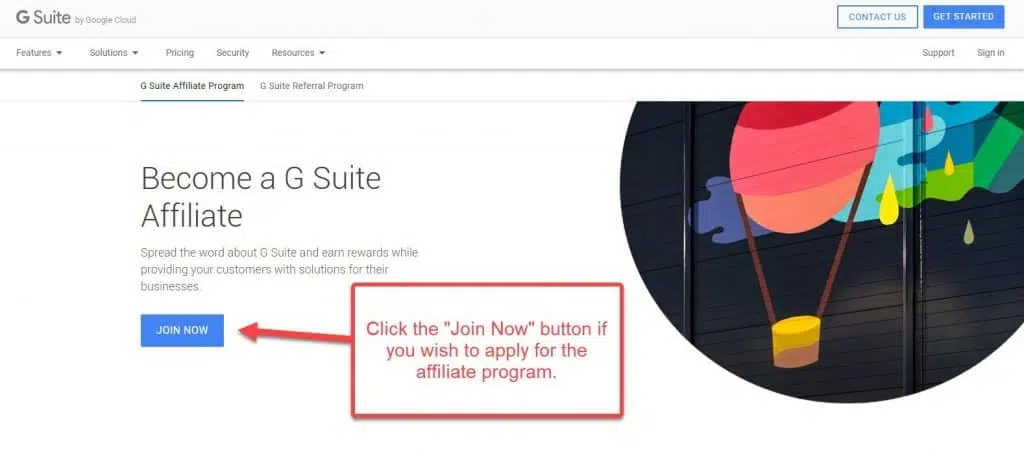 G Suite by Google Cloud
CONTACT US
GET STARTED
Features
Solutions
Pricing
Security
Resources
Support
Sign in
G Suite Affiliate Program
G Suite Referral Program
Become a G Suite
Affiliate
Spread the word about G Suite and earn rewards while
providing your customers with solutions for their
businesses.
JOIN NOW
Click the "Join Now" button if
you wish to apply for the
affiliate program.